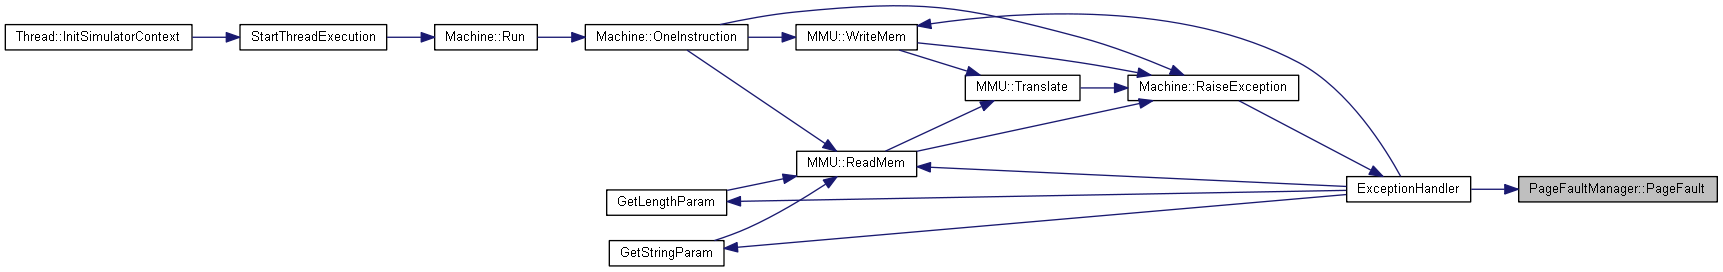 Thread::InitSimulatorContext
StartThreadExecution
Machine::Run
Machine::OneInstruction
MMU::WriteMem
MMU::Translate
Machine::RaiseException
MMU::ReadMem
GetLengthParam
GetStringParam
ExceptionHandler
PageFaultManager::PageFault